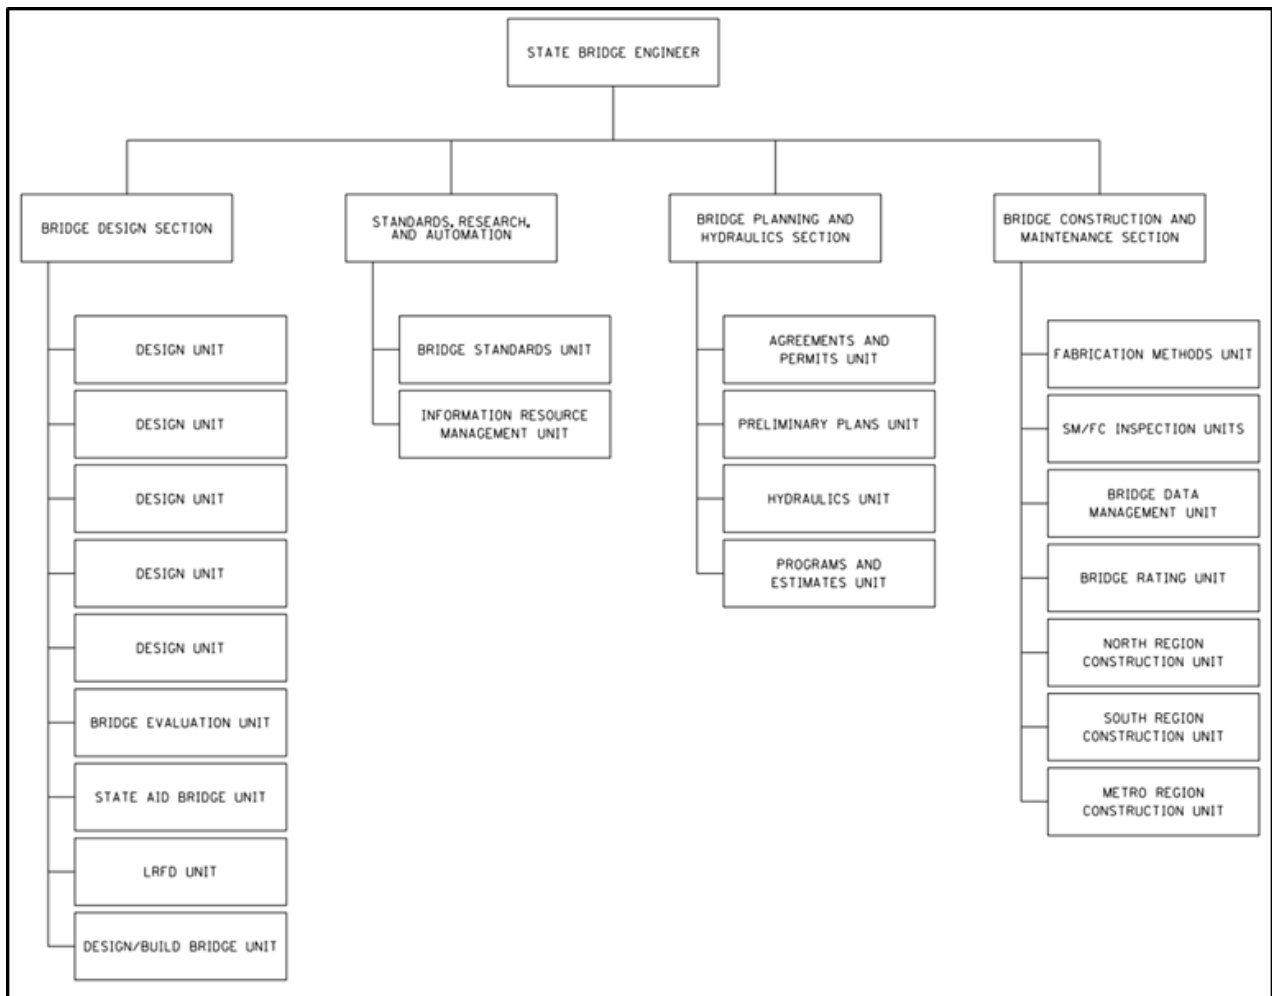 STATE BRIDGE ENGINEER
BRIDGE DESIGN SECTION
DESIGN UNIT
DESIGN UNIT
DESIGN UNIT
DESIGN UNIT
DESIGN UNIT
BRIDGE EVALUATION UNIT
STATE AID BRIDGE UNIT
LRFD UNIT
DESIGN/BUILD BRIDGE UNIT
STANDARDS, RESEARCH,
AND AUTOMATION
BRIDGE STANDARDS UNIT
INFORMATION RESOURCE
MANAGEMENT UNIT
BRIDGE PLANNING AND
HYDRAULICS SECTION
AGREEMENTS AND
PERMITS UNIT
PRELIMINARY PLANS UNIT
HYDRAULICS UNIT
PROGRAMS AND
ESTIMATES UNIT
BRIDGE CONSTRUCTION AND
MAINTENANCE SECTION
FABRICATION METHODS UNIT
SM/FC INSPECTION UNITS
BRIDGE DATA
MANAGEMENT UNIT
BRIDGE RATING UNIT
NORTH REGION
CONSTRUCTION UNIT
SOUTH REGION
CONSTRUCTION UNIT
METRO REGION
CONSTRUCTION UNIT